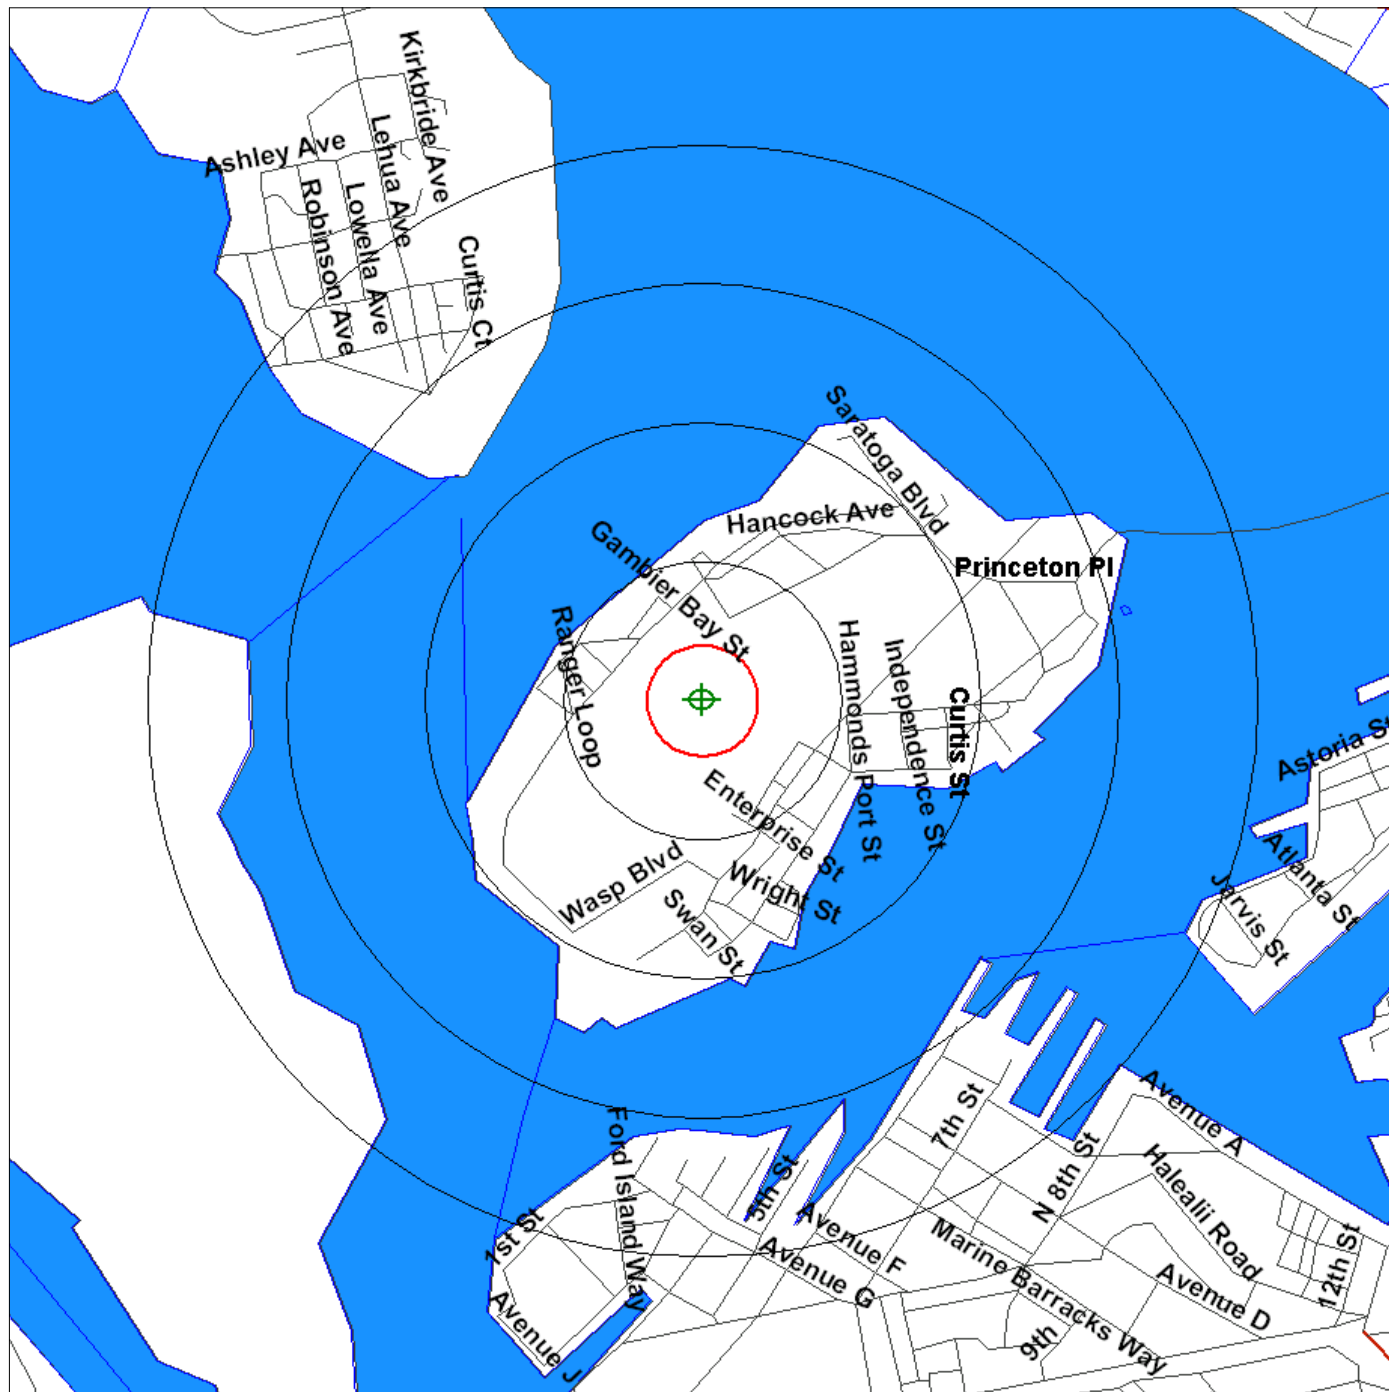 Kirkbride Ave
Lehua Ave
Ashley Ave
Robinson Ave
Lowella Ave
Curtis Ct
Saratoga Blvd
Hancock Ave
Gambier Bay St
Princeton Pl
Ranger Loop
Hammonds Port St
Independence St
Curtis St
Astoria St
Enterprise St
Atlanta St
Wasp Blvd
Wright St
Jarvis St
Swan St
Avenue A
7th St
Ford Island Way
N 8th St
Halealii Road
5th St
1st St
Avenue F
Marine Barracks Way
Avenue G
12th St
Avenue D
Avenue J
9th